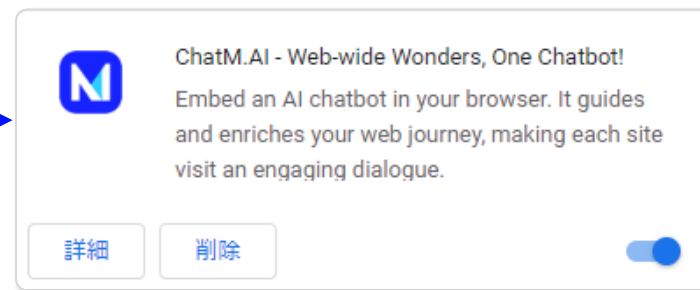 ChatM.AI - Web-wide Wonders, One Chatbot!
Embed an AI chatbot in your browser. It guides
and enriches your web journey, making each site
visit an engaging dialogue.
詳細 削除